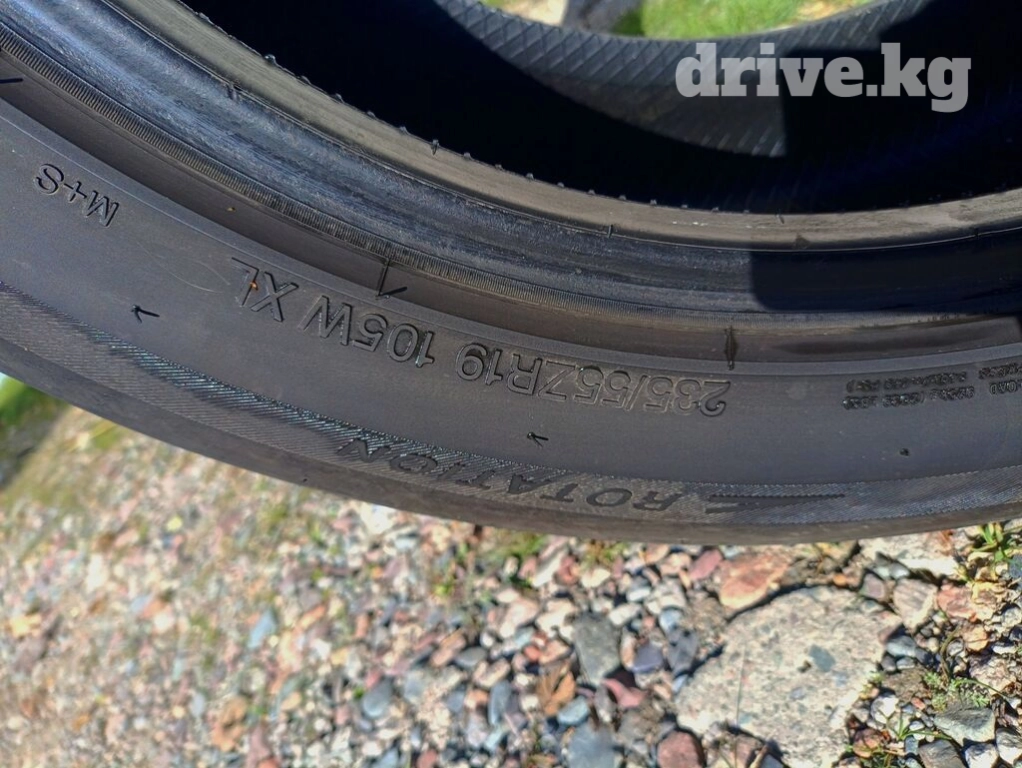 drive.kg
M+S
235/55ZR19 105W XL
ROTATION